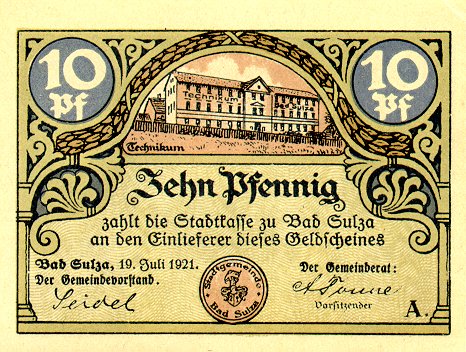 10 Pf
10 Pf
Technikum
Technikum
Zehn Pfennig
zahlt die Stadtkasse zu Bad Sulza
an den Einlieferer dieses Geldscheines
Bad Sulza, 19. Juli 1921.
Der Gemeindevorstand.
Seidel
Stadtgemeinde
Bad Sulza
Der Gemeinderat:
Vorsitzender
A.